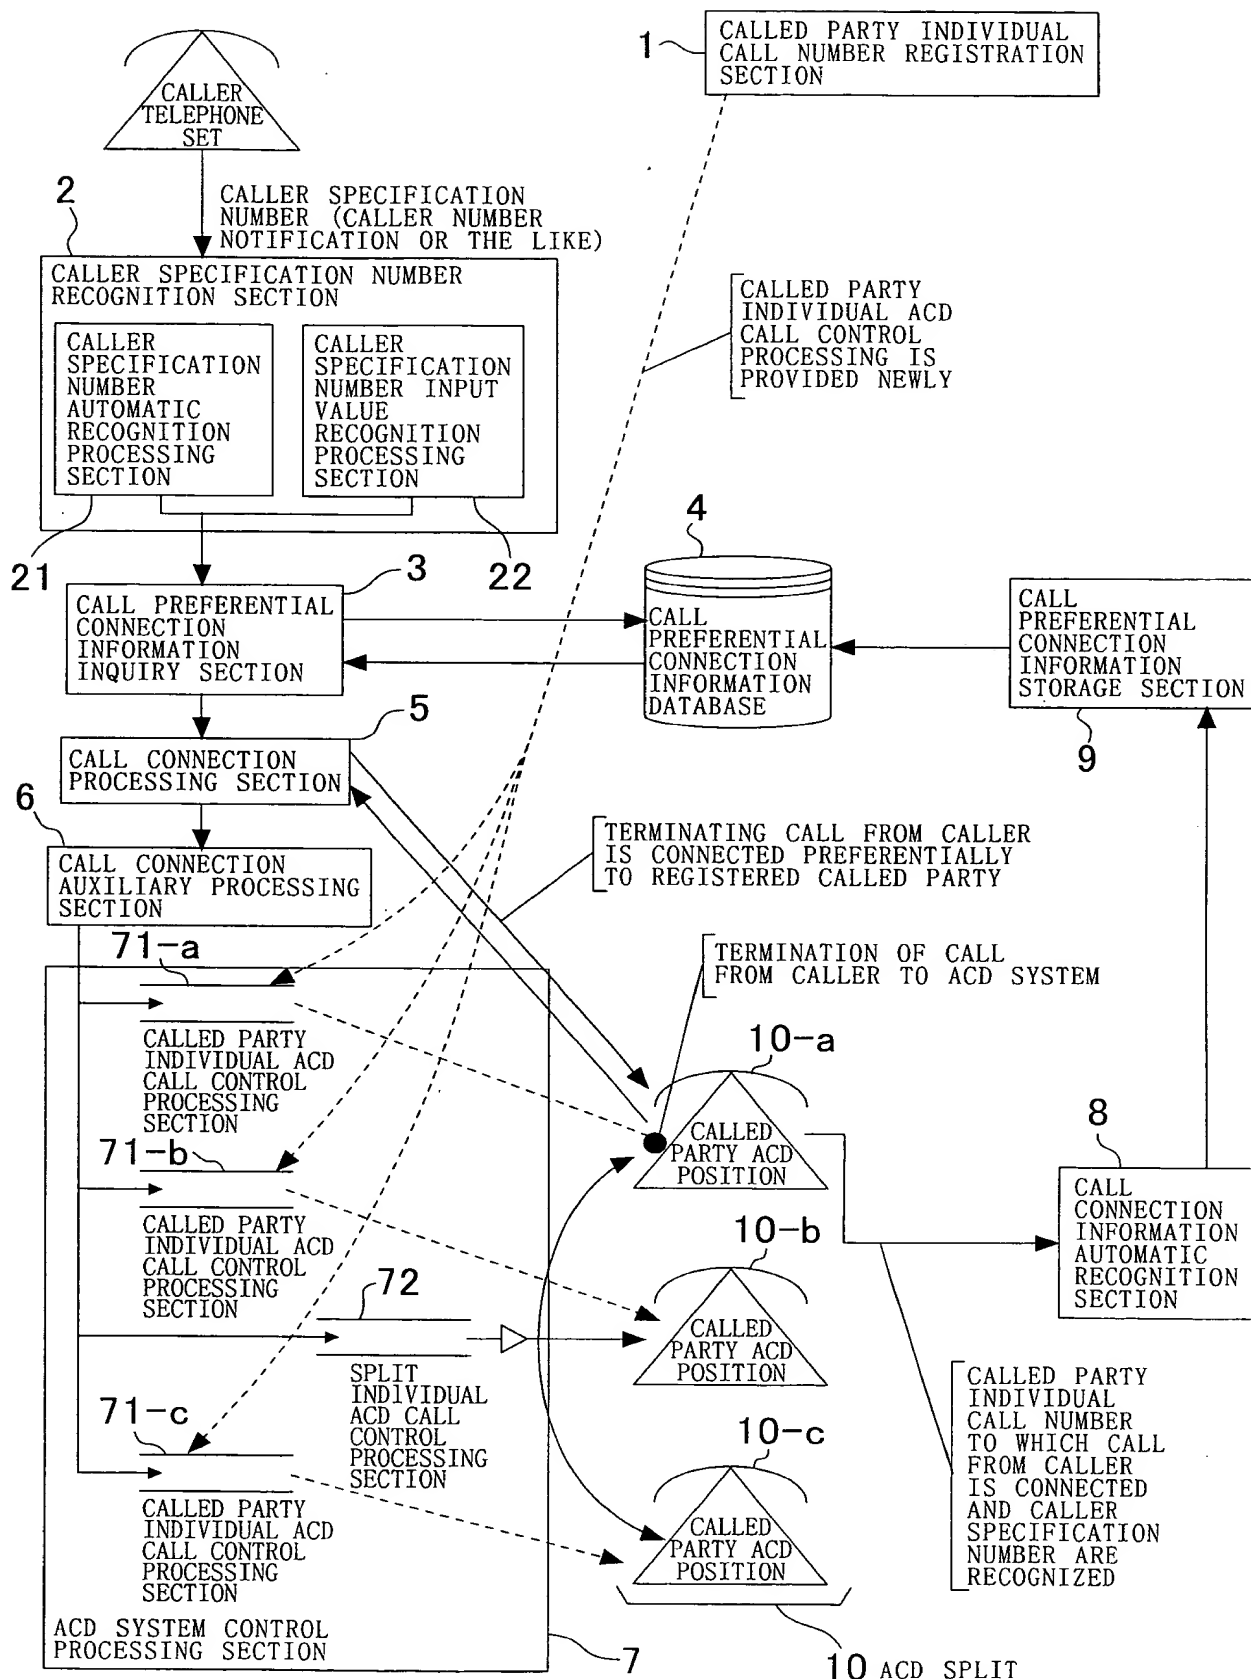 CALLER
TELEPHONE
SET
1
CALLED PARTY INDIVIDUAL
CALL NUMBER REGISTRATION
SECTION
CALLER SPECIFICATION
NUMBER (CALLER NUMBER
NOTIFICATION OR THE LIKE)
2
CALLER SPECIFICATION NUMBER
RECOGNITION SECTION
CALLER
SPECIFICATION
NUMBER
AUTOMATIC
RECOGNITION
PROCESSING
SECTION
CALLER
SPECIFICATION
NUMBER INPUT
VALUE
RECOGNITION
PROCESSING
SECTION
21
22
CALLED PARTY
INDIVIDUAL ACD
CALL CONTROL
PROCESSING IS
PROVIDED NEWLY
3
CALL PREFERENTIAL
CONNECTION
INFORMATION
INQUIRY SECTION
4
CALL
PREFERENTIAL
CONNECTION
INFORMATION
DATABASE
CALL
PREFERENTIAL
CONNECTION
INFORMATION
STORAGE SECTION
9
5
CALL CONNECTION
PROCESSING SECTION
6
CALL CONNECTION
AUXILIARY PROCESSING
SECTION
TERMINATING CALL FROM CALLER
IS CONNECTED PREFERENTIALLY
TO REGISTERED CALLED PARTY
TERMINATION OF CALL
FROM CALLER TO ACD SYSTEM
71-a
CALLED PARTY
INDIVIDUAL ACD
CALL CONTROL
PROCESSING
SECTION
71-b
CALLED PARTY
INDIVIDUAL ACD
CALL CONTROL
PROCESSING
SECTION
72
SPLIT
INDIVIDUAL
ACD CALL
CONTROL
PROCESSING
SECTION
71-c
CALLED PARTY
INDIVIDUAL ACD
CALL CONTROL
PROCESSING
SECTION
ACD SYSTEM CONTROL
PROCESSING SECTION
7
10-a
CALLED
PARTY ACD
POSITION
10-b
CALLED
PARTY ACD
POSITION
10-c
CALLED
PARTY ACD
POSITION
10 ACD SPLIT
8
CALL
CONNECTION
INFORMATION
AUTOMATIC
RECOGNITION
SECTION
CALLED PARTY
INDIVIDUAL
CALL NUMBER
TO WHICH CALL
FROM CALLER
IS CONNECTED
AND CALLER
SPECIFICATION
NUMBER ARE
RECOGNIZED